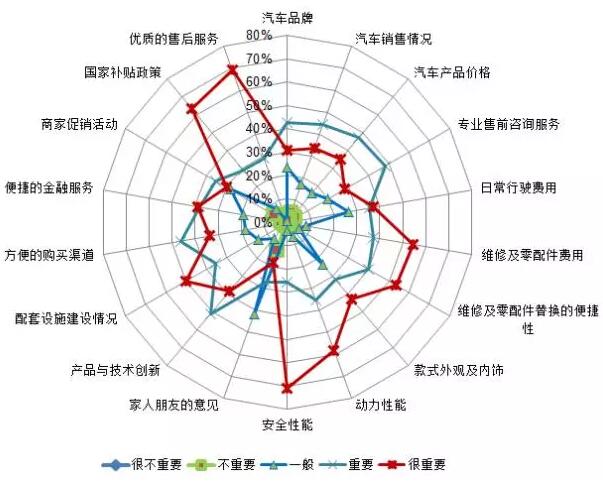 汽车品牌
优质的售后服务
80%
汽车销售情况
70%
国家补贴政策
汽车产品价格
60%
50%
商家促销活动
专业售前咨询服务
40%
30%
便捷的金融服务
20%
日常行驶费用
10%
0%
方便的购买渠道
维修及零配件费用
配套设施建设情况
维修及零配件替换的便捷
性
产品与技术创新
款式外观及内饰
家人朋友的意见
动力性能
安全性能
很不重要
不重要
一般
重要
很重要